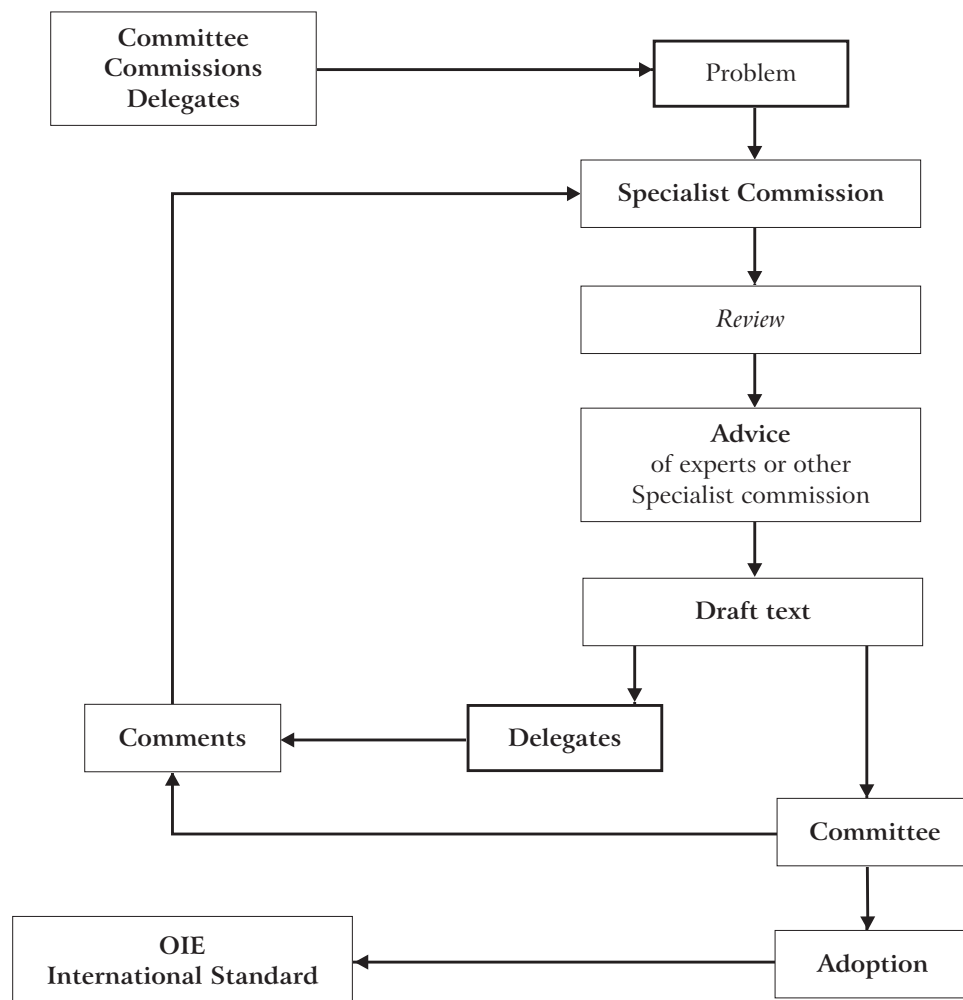 Committee
Commissions
Delegates
Problem
Specialist Commission
Review
Advice
of experts or other
Specialist commission
Draft text
Comments
Delegates
Committee
OIE
International Standard
Adoption